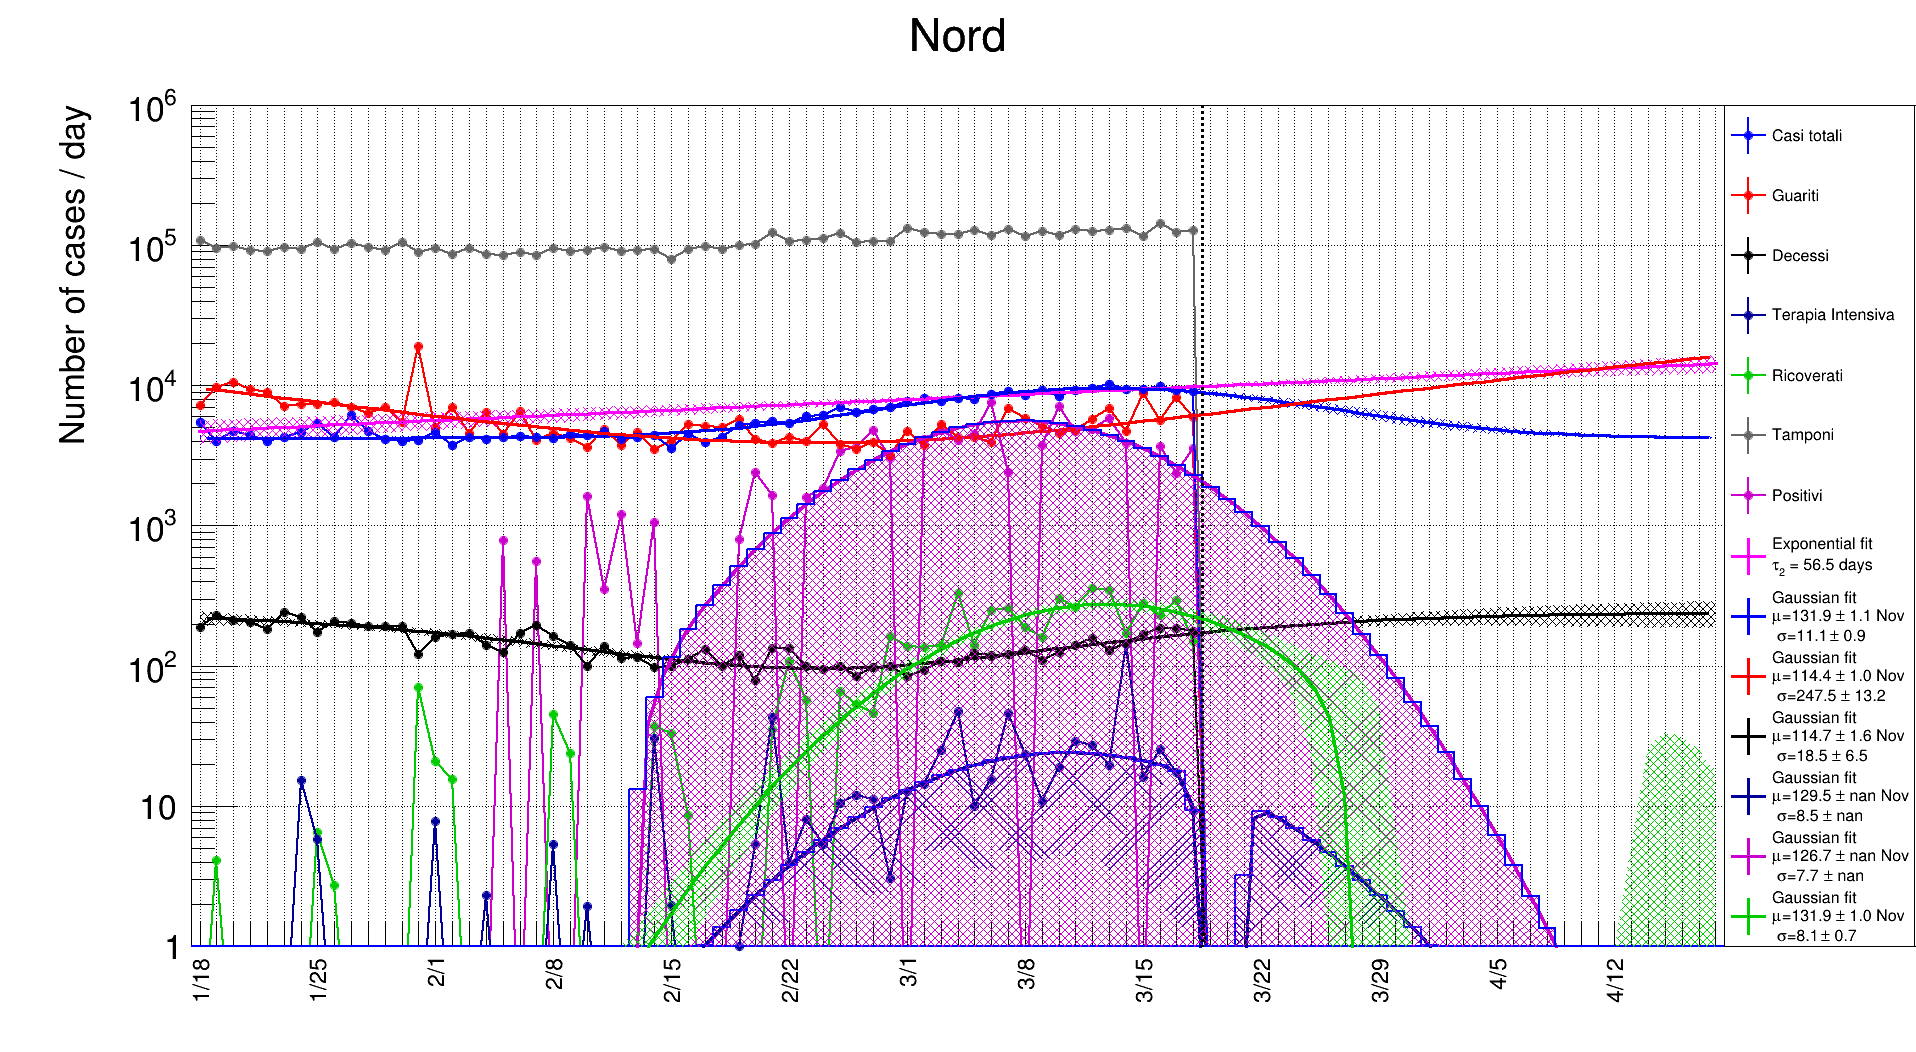 Nord
Number of cases / day
10^6
10^5
10^4
10^3
10^2
10
1
1/18
1/25
2/1
2/8
2/15
2/22
3/1
3/8
3/15
3/22
3/29
4/5
4/12
Casi totali
Guariti
Decessi
Terapia Intensiva
Ricoverati
Tamponi
Positivi
Exponential fit
τ₂ = 56.5 days
Gaussian fit
μ=131.9 ± 1.1 Nov
σ=11.1 ± 0.9
Gaussian fit
μ=114.4 ± 1.0 Nov
σ=247.5 ± 13.2
Gaussian fit
μ=114.7 ± 1.6 Nov
σ=18.5 ± 6.5
Gaussian fit
μ=129.5 ± nan Nov
σ=8.5 ± nan
Gaussian fit
μ=126.7 ± nan Nov
σ=7.7 ± nan
Gaussian fit
μ=131.9 ± 1.0 Nov
σ=8.1 ± 0.7